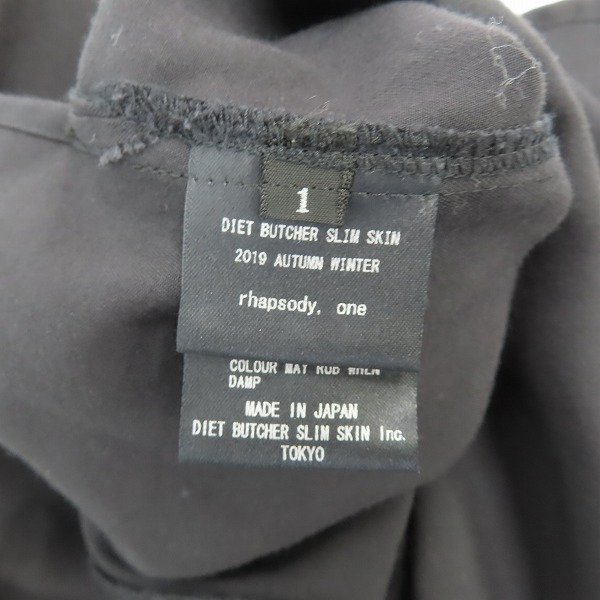 1
DIET BUTCHER SLIM SKIN
2019 AUTUMN WINTER
rhapsody, one
COLOUR MAY RUB WHEN
DAMP
MADE IN JAPAN
DIET BUTCHER SLIM SKIN Inc.
TOKYO